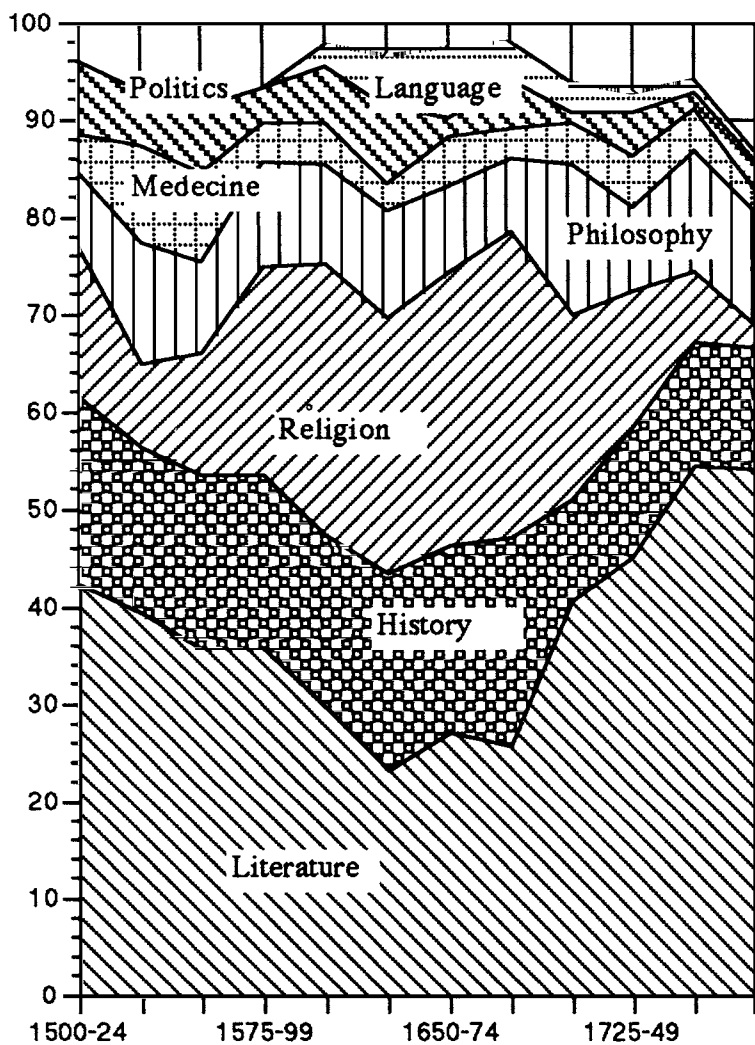 100
90
80
70
60
50
40
30
20
10
0
Politics
Language
Medecine
Philosophy
Religion
History
Literature
1500-24
1575-99
1650-74
1725-49